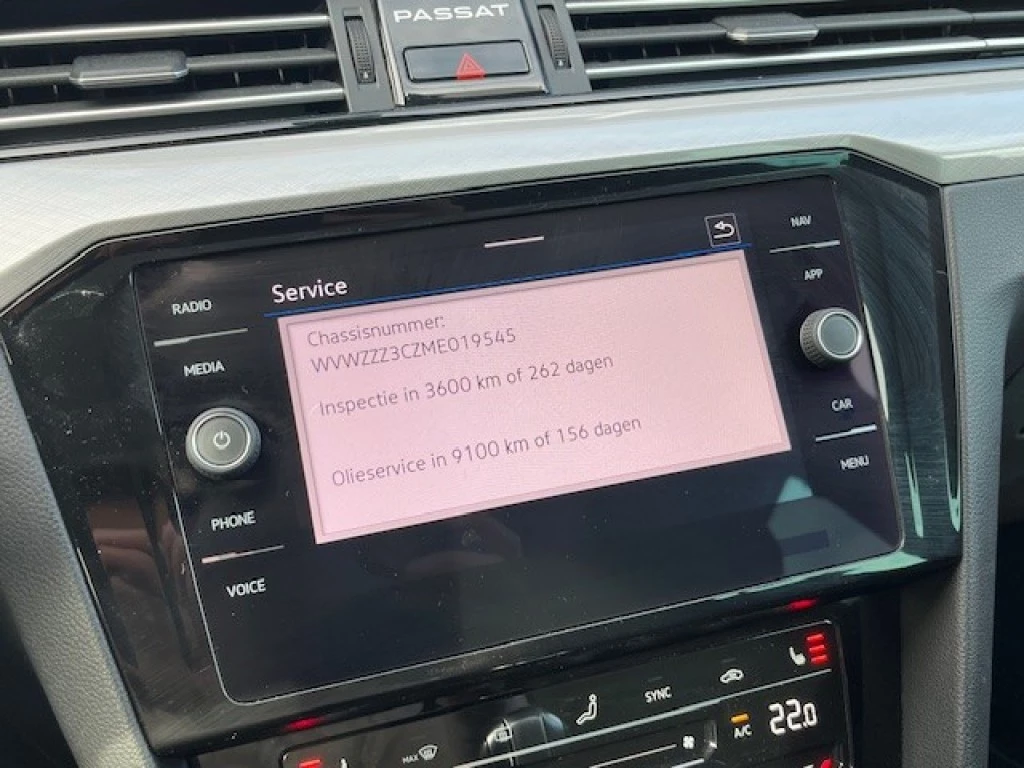 PASSAT
Service
NAV
APP
RADIO
MEDIA
Chassisnummer:
WVWZZZ3CZME019545
Inspectie in 3600 km of 262 dagen
Olieservice in 9100 km of 156 dagen
CAR
MENU
PHONE
VOICE
SYNC
MAX
A/C
22.0